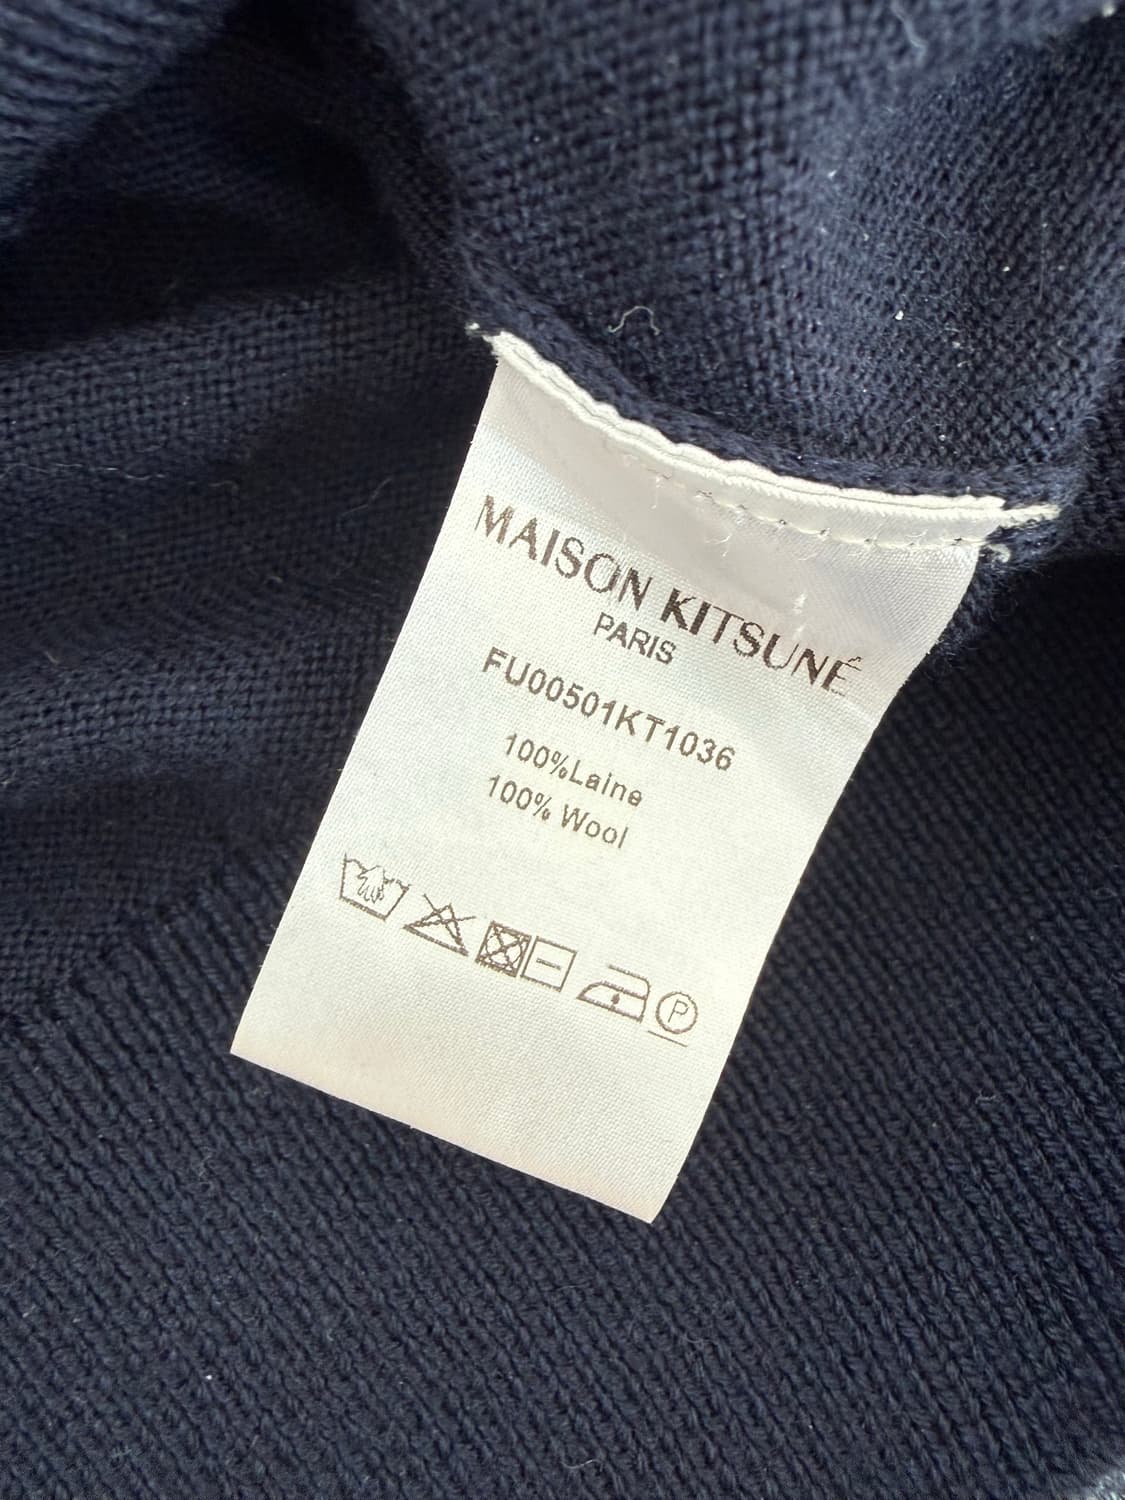 MAISON KITSUNÉ
PARIS
FU00501KT1036
100%Laine
100% Wool
P